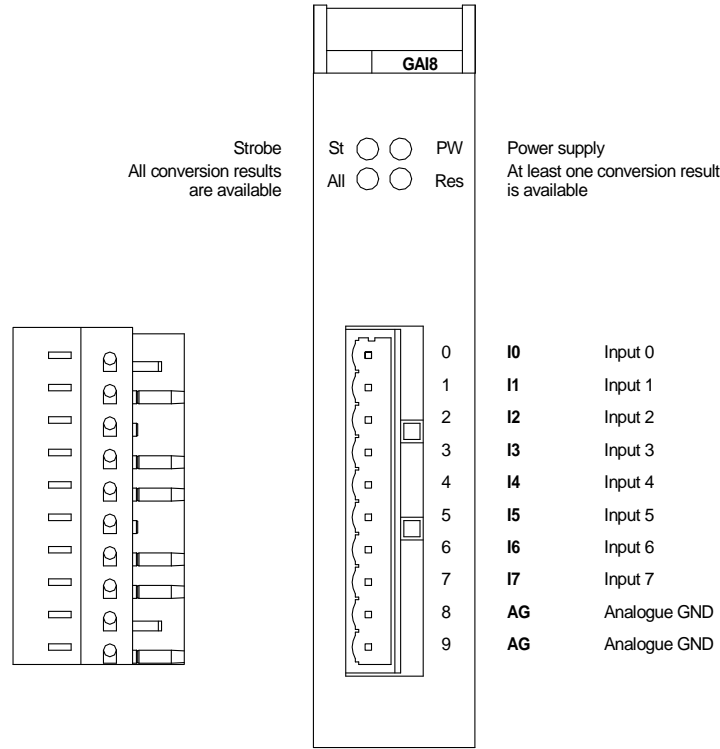 GAI8
Strobe St PW Power supply
All conversion results All Res At least one conversion result
are available is available
0 I0 Input 0
1 I1 Input 1
2 I2 Input 2
3 I3 Input 3
4 I4 Input 4
5 I5 Input 5
6 I6 Input 6
7 I7 Input 7
8 AG Analogue GND
9 AG Analogue GND